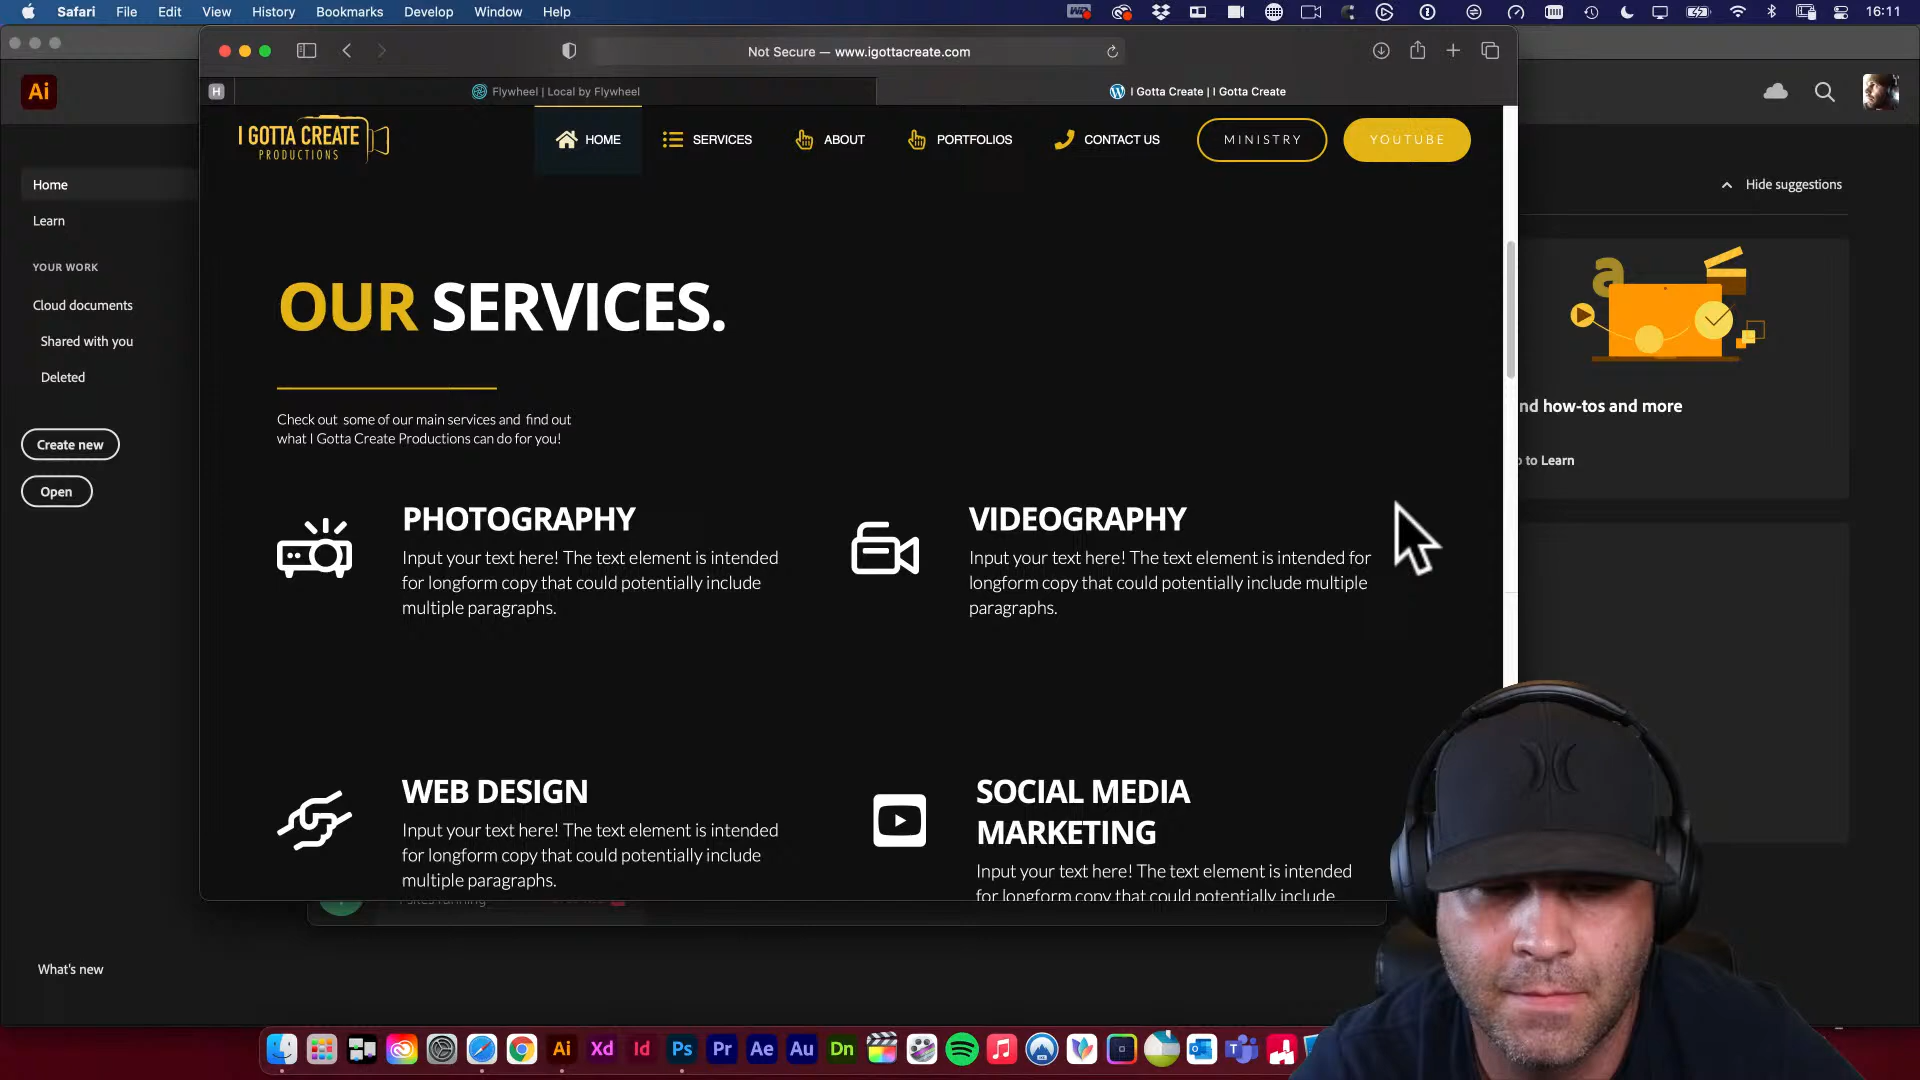 Safari File Edit View History Bookmarks Develop Window Help
16:11
Not Secure — www.igottacreate.com
H
Flywheel | Local by Flywheel
I Gotta Create | I Gotta Create
Ai
I GOTTA CREATE
PRODUCTIONS
HOME
SERVICES
ABOUT
PORTFOLIOS
CONTACT US
MINISTRY
YOUTUBE
Home
Learn
YOUR WORK
Cloud documents
Shared with you
Deleted
Create new
Open
What's new
Hide suggestions
nd how-tos and more
to Learn
OUR SERVICES.
Check out some of our main services and find out
what I Gotta Create Productions can do for you!
PHOTOGRAPHY
Input your text here! The text element is intended
for longform copy that could potentially include
multiple paragraphs.
VIDEOGRAPHY
Input your text here! The text element is intended for
longform copy that could potentially include multiple
paragraphs.
WEB DESIGN
Input your text here! The text element is intended
for longform copy that could potentially include
multiple paragraphs.
SOCIAL MEDIA
MARKETING
Input your text here! The text element is intended
for longform copy that could potentially include
Ai Xd Id Ps Pr Ae Au Dn